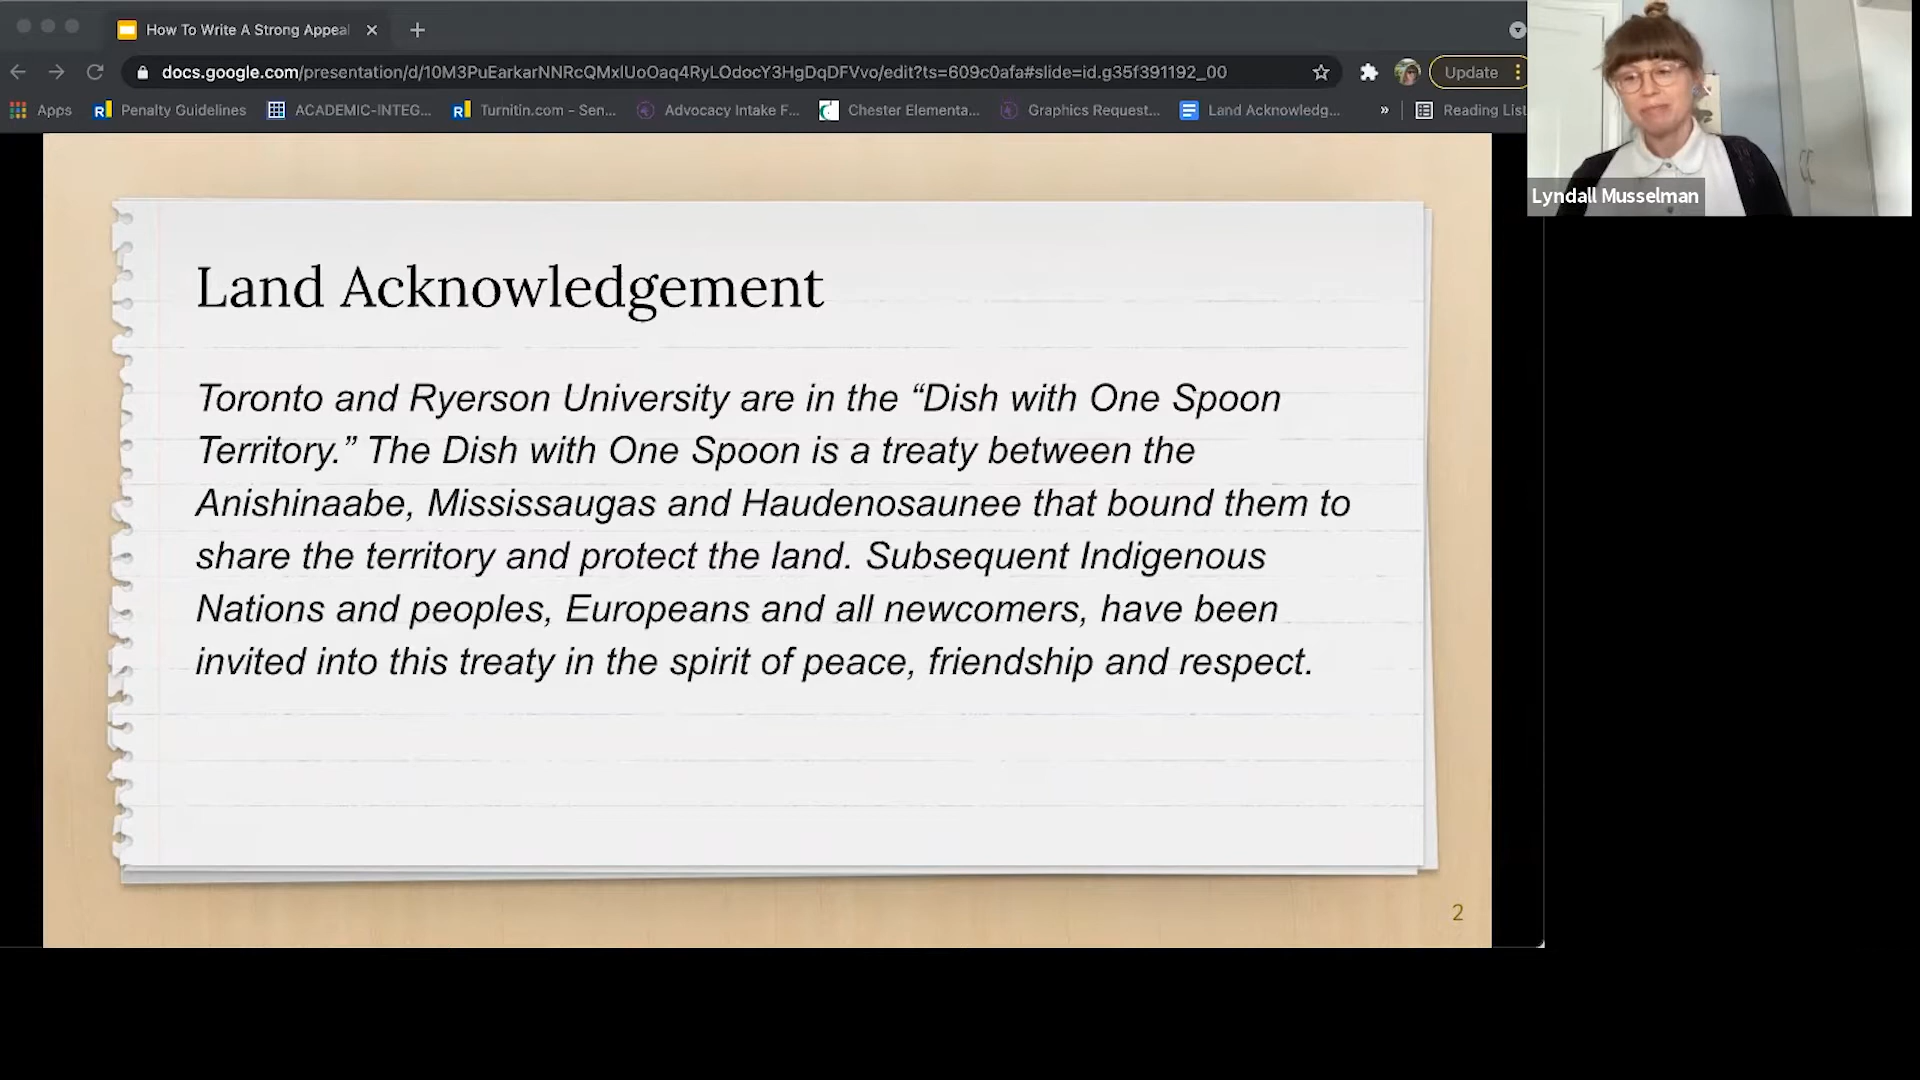 How To Write A Strong Appeal
docs.google.com/presentation/d/10M3PuEarkarNNRcQMxlUoOaq4RyLOdocY3HgDqDFVvo/edit?ts=609c0afa#slide=id.g35f391192_00
Update
Apps
Penalty Guidelines
ACADEMIC-INTEG...
Turnitin.com – Sen...
Advocacy Intake F...
Chester Elementa...
Graphics Request...
Land Acknowledg...
»
Reading List
Lyndall Musselman
Land Acknowledgement
Toronto and Ryerson University are in the “Dish with One Spoon
Territory.” The Dish with One Spoon is a treaty between the
Anishinaabe, Mississaugas and Haudenosaunee that bound them to
share the territory and protect the land. Subsequent Indigenous
Nations and peoples, Europeans and all newcomers, have been
invited into this treaty in the spirit of peace, friendship and respect.
2